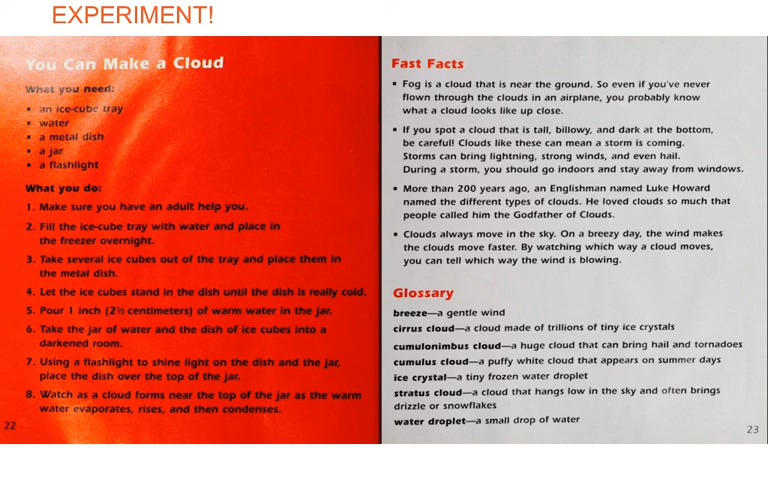 EXPERIMENT!
You Can Make a Cloud
What you need:
▪ an ice-cube tray
▪ water
▪ a metal dish
▪ a jar
▪ a flashlight
What you do:
1. Make sure you have an adult help you.
2. Fill the ice-cube tray with water and place in
the freezer overnight.
3. Take several ice cubes out of the tray and place them in
the metal dish.
4. Let the ice cubes stand in the dish until the dish is really cold.
5. Pour 1 inch (2½ centimeters) of warm water in the jar.
6. Take the jar of water and the dish of ice cubes into a
darkened room.
7. Using a flashlight to shine light on the dish and the jar,
place the dish over the top of the jar.
8. Watch as a cloud forms near the top of the jar as the warm
water evaporates, rises, and then condenses.
22
Fast Facts
▪ Fog is a cloud that is near the ground. So even if you've never
flown through the clouds in an airplane, you probably know
what a cloud looks like up close.
▪ If you spot a cloud that is tall, billowy, and dark at the bottom,
be careful! Clouds like these can mean a storm is coming.
Storms can bring lightning, strong winds, and even hail.
During a storm, you should go indoors and stay away from windows.
▪ More than 200 years ago, an Englishman named Luke Howard
named the different types of clouds. He loved clouds so much that
people called him the Godfather of Clouds.
▪ Clouds always move in the sky. On a breezy day, the wind makes
the clouds move faster. By watching which way a cloud moves,
you can tell which way the wind is blowing.
Glossary
breeze—a gentle wind
cirrus cloud—a cloud made of trillions of tiny ice crystals
cumulonimbus cloud—a huge cloud that can bring hail and tornadoes
cumulus cloud—a puffy white cloud that appears on summer days
ice crystal—a tiny frozen water droplet
stratus cloud—a cloud that hangs low in the sky and often brings
drizzle or snowflakes
water droplet—a small drop of water
23